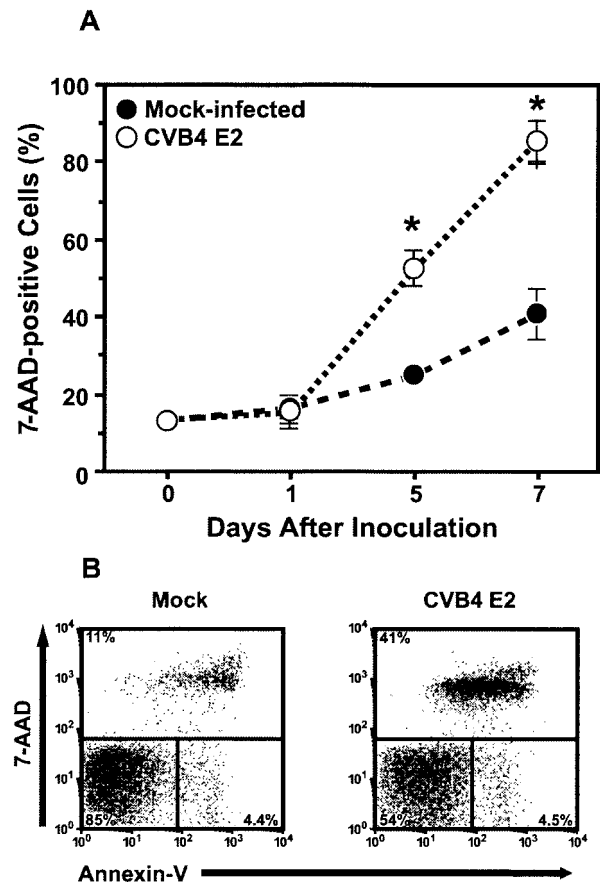 A
100
80
60
40
20
0
7-AAD-positive Cells (%)
Mock-infected
CVB4 E2
*
*
0 1 5 7
Days After Inoculation
B
Mock
CVB4 E2
7-AAD
10⁴
10³
10²
10¹
10⁰
11%
85%
4.4%
10⁰ 10¹ 10² 10³ 10⁴
10⁴
10³
10²
10¹
10⁰
41%
54%
4.5%
10⁰ 10¹ 10² 10³ 10⁴
Annexin-V